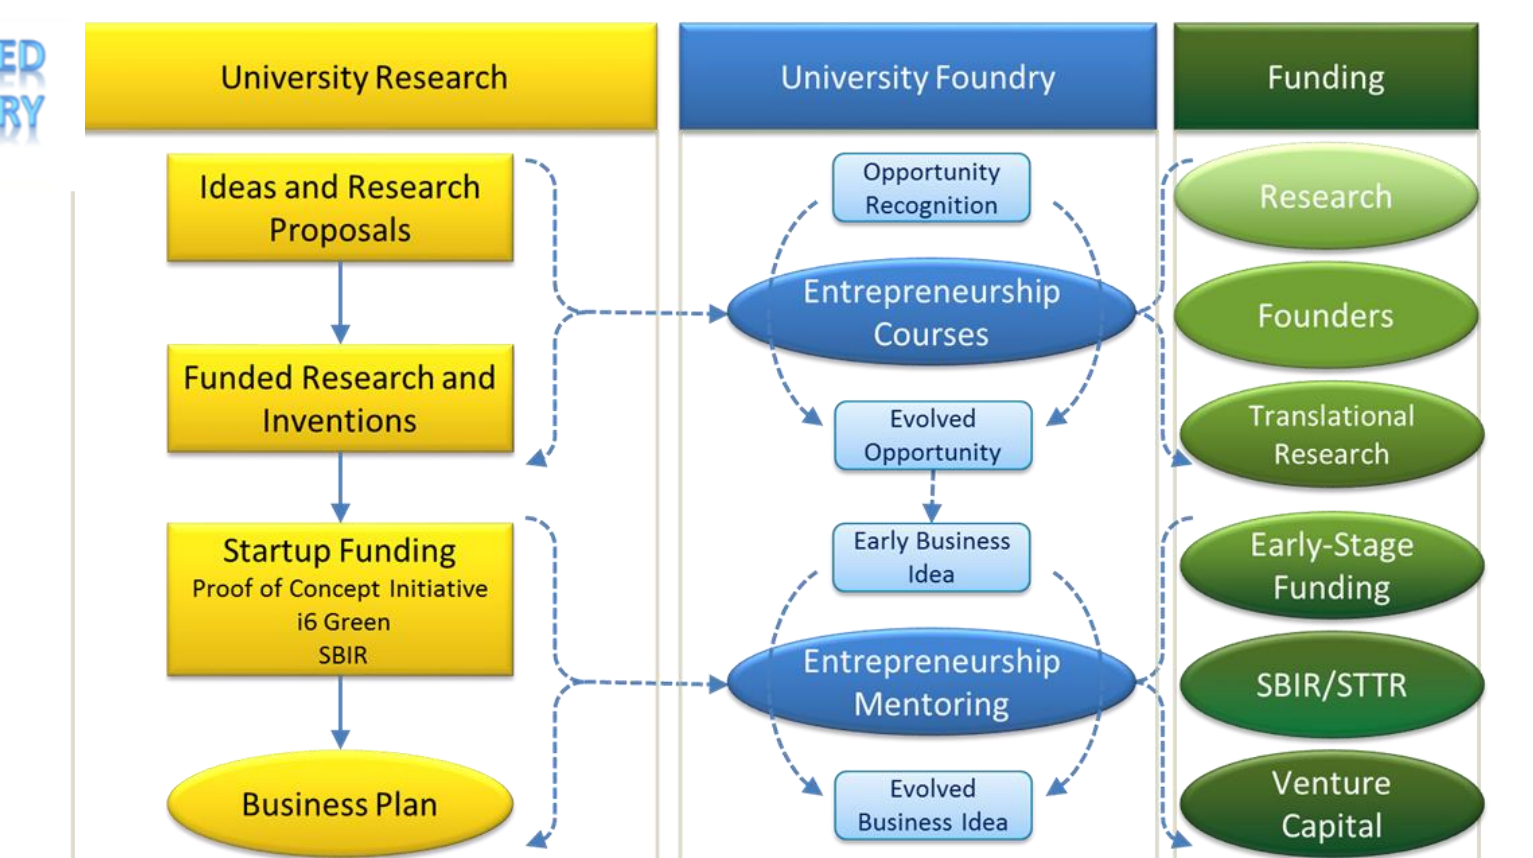 ED
RY
University Research
Ideas and Research
Proposals
Funded Research and
Inventions
Startup Funding
Proof of Concept Initiative
i6 Green
SBIR
Business Plan
University Foundry
Opportunity
Recognition
Entrepreneurship
Courses
Evolved
Opportunity
Early Business
Idea
Entrepreneurship
Mentoring
Evolved
Business Idea
Funding
Research
Founders
Translational
Research
Early-Stage
Funding
SBIR/STTR
Venture
Capital